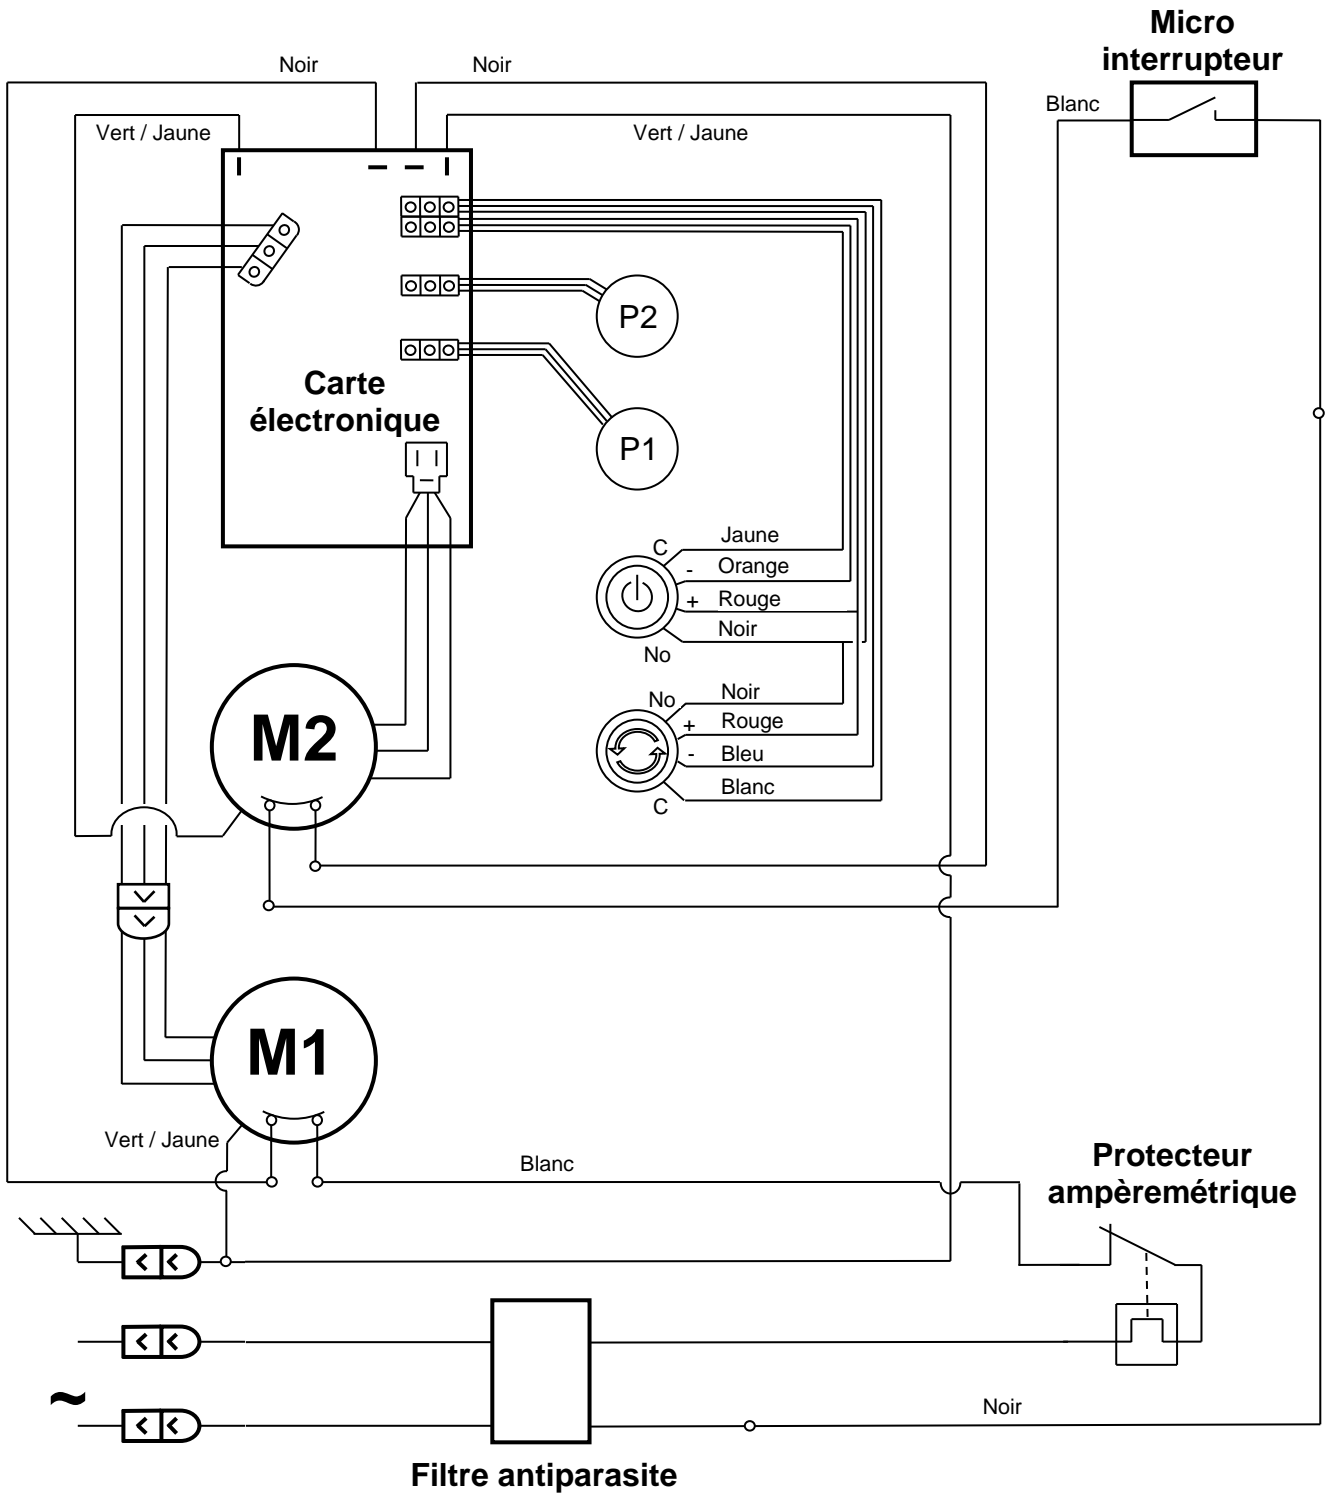 Micro
interrupteur
Noir
Noir
Blanc
Vert / Jaune
Vert / Jaune
P2
Carte
électronique
P1
C
Jaune
-
Orange
+
Rouge
Noir
No
M2
No
Noir
+
Rouge
-
Bleu
Blanc
C
M1
Vert / Jaune
Blanc
Protecteur
ampèremétrique
~
Noir
Filtre antiparasite